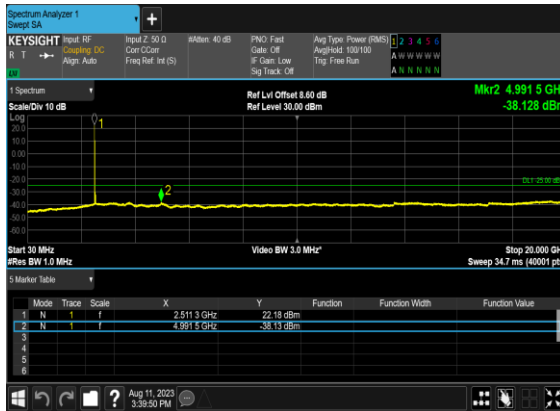 Spectrum Analyzer 1
Swept SA
+
KEYSIGHT Input: RF Input Z: 50 Ω #Atten: 40 dB PNO: Fast Avg Type: Power (RMS) 1 2 3 4 5 6
R T Coupling: DC Corr CCorr Gate: Off Avg|Hold: 100/100 A W W W W W
Align: Auto Freq Ref: Int (S) IF Gain: Low Trig: Free Run
Sig Track: Off A N N N N N
1 Spectrum Ref Lvl Offset 8.60 dB Mkr2 4.991 5 GH
Scale/Div 10 dB Ref Level 30.00 dBm -38.128 dBr
Log
20.0
10.0
0.00
-10.0
-20.0
-30.0
-40.0
-50.0
-60.0
1
2
DL1 -25.00 dB
Start 30 MHz Video BW 3.0 MHz* Stop 20.000 GH
#Res BW 1.0 MHz Sweep 34.7 ms (40001 pt
5 Marker Table
Mode Trace Scale X Y Function Function Width Function Value
1 N 1 f 2.511 3 GHz 22.18 dBm
2 N 1 f 4.991 5 GHz -38.13 dBm
3
4
5
6
? Aug 11, 2023
3:39:50 PM